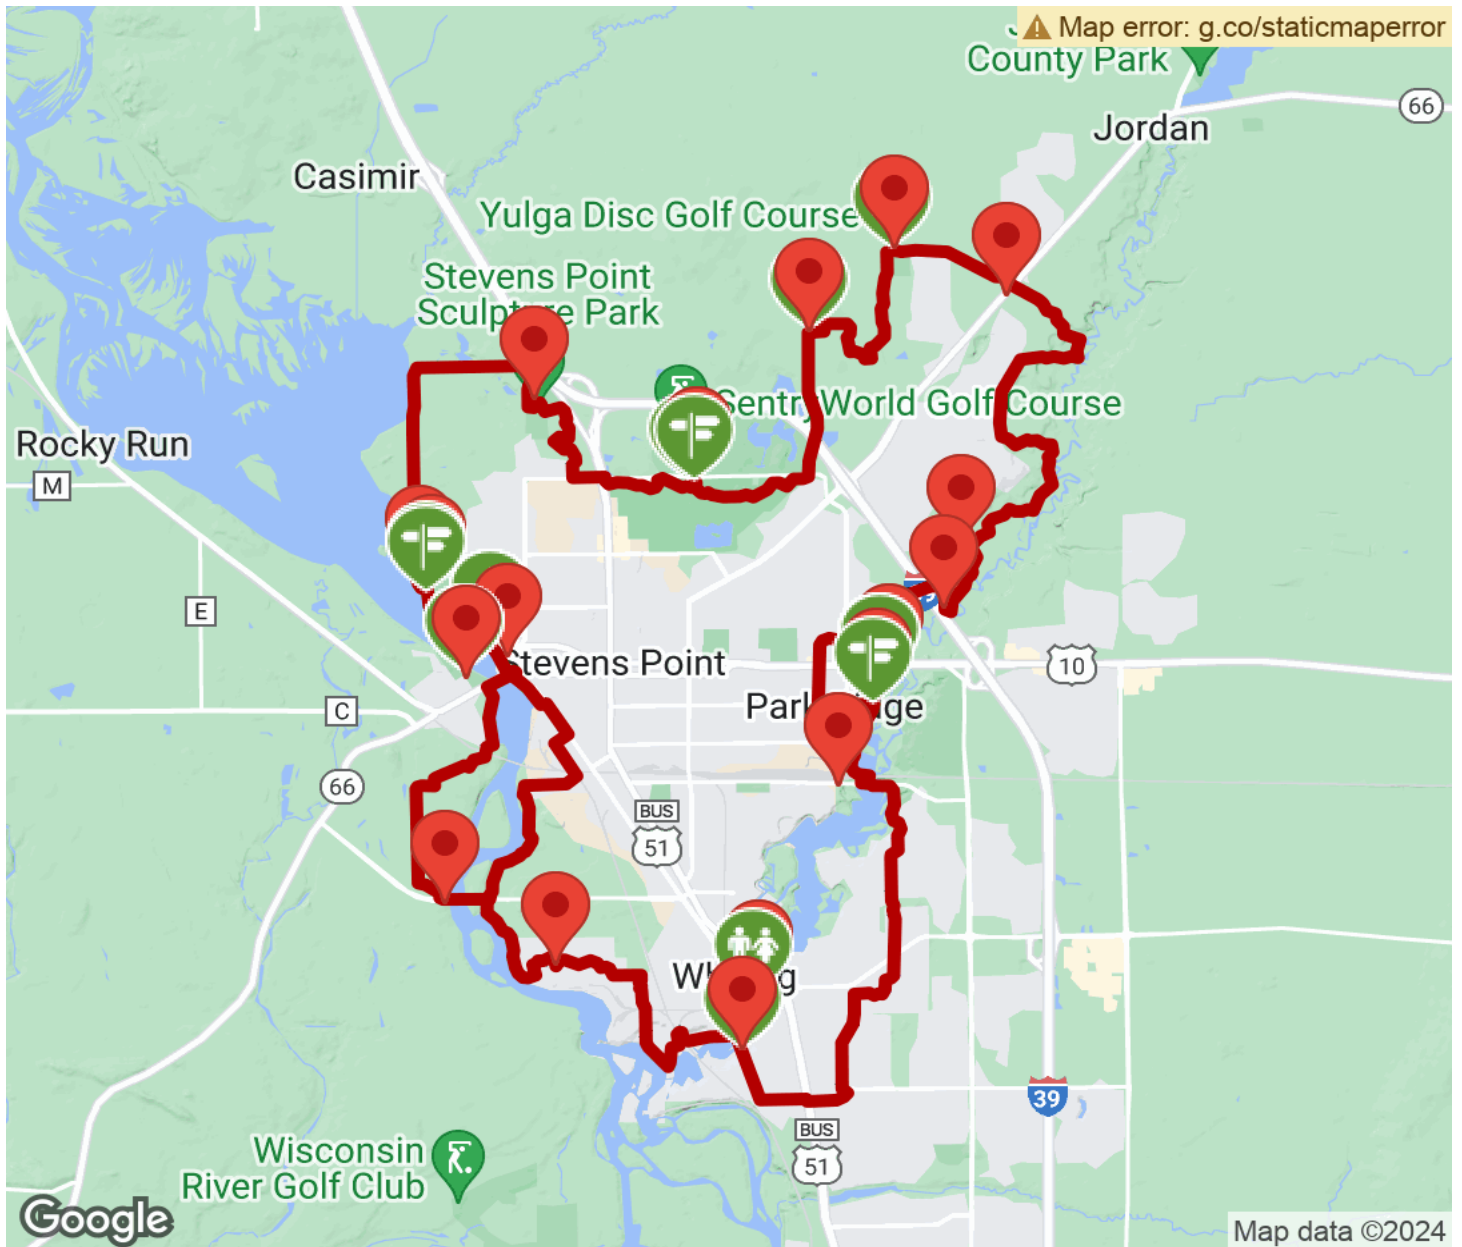 Map error: g.co/staticmaperror
County Park
66
Jordan
Casimir
Yulga Disc Golf Course
Stevens Point
Sculpture Park
SentryWorld Golf Course
Rocky Run
M
E
Stevens Point
10
C
66
BUS
51
Whiting
39
BUS
51
Wisconsin
River Golf Club
Google
Map data ©2024